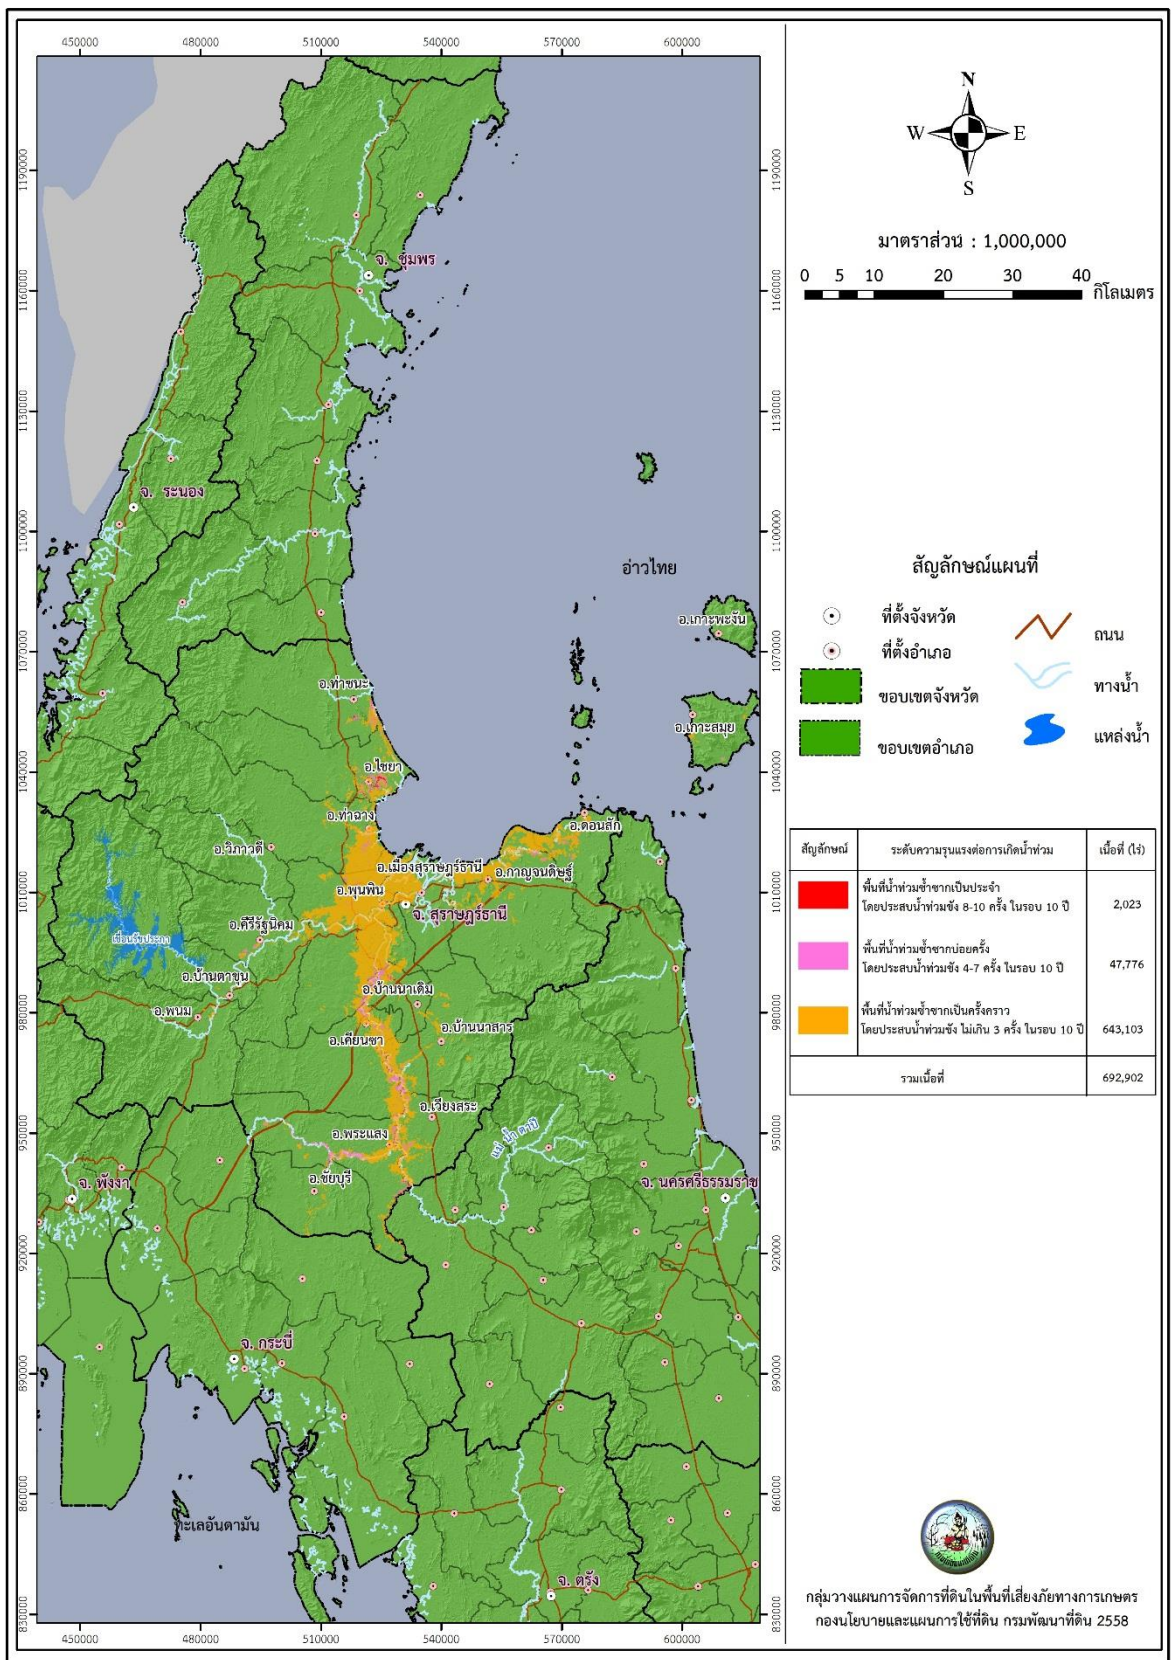 450000 480000 510000 540000 570000 600000
1190000
1160000
1130000
1100000
1070000
1040000
1010000
980000
950000
920000
890000
860000
830000
จ. ชุมพร
จ. ระนอง
อ่าวไทย
อ.เกาะพะงัน
อ.ท่าชนะ
อ.เกาะสมุย
อ.ไชยา
อ.ท่าฉาง
อ.ดอนสัก
อ.วิภาวดี
อ.เมืองสุราษฎร์ธานี
อ.กาญจนดิษฐ์
อ.พุนพิน
จ. สุราษฎร์ธานี
อ.คีรีรัฐนิคม
เขื่อนรัชประภา
อ.บ้านตาขุน
อ.บ้านนาเดิม
อ.พนม
อ.บ้านนาสาร
อ.เคียนซา
อ.เวียงสระ
อ.พระแสง
แม่ น้ำ ตาปี
อ.ชัยบุรี
จ. พังงา
จ. นครศรีธรรมราช
จ. กระบี่
ทะเลอันดามัน
จ. ตรัง
450000 480000 510000 540000 570000 600000
1190000
1160000
1130000
1100000
1070000
1040000
1010000
980000
950000
920000
890000
860000
830000
N
W E
S
มาตราส่วน : 1,000,000
0 5 10 20 30 40
กิโลเมตร
สัญลักษณ์แผนที่
ที่ตั้งจังหวัด
ถนน
ที่ตั้งอำเภอ
ทางน้ำ
ขอบเขตจังหวัด
แหล่งน้ำ
ขอบเขตอำเภอ
สัญลักษณ์ ระดับความรุนแรงต่อการเกิดน้ำท่วม เนื้อที่ (ไร่)
พื้นที่น้ำท่วมซ้ำซากเป็นประจำ
โดยประสบน้ำท่วมขัง 8-10 ครั้ง ในรอบ 10 ปี 2,023
พื้นที่น้ำท่วมซ้ำซากบ่อยครั้ง
โดยประสบน้ำท่วมขัง 4-7 ครั้ง ในรอบ 10 ปี 47,776
พื้นที่น้ำท่วมซ้ำซากเป็นครั้งคราว
โดยประสบน้ำท่วมขัง ไม่เกิน 3 ครั้ง ในรอบ 10 ปี 643,103
รวมเนื้อที่ 692,902
กลุ่มวางแผนการจัดการที่ดินในพื้นที่เสี่ยงภัยทางการเกษตร
กองนโยบายและแผนการใช้ที่ดิน กรมพัฒนาที่ดิน 2558